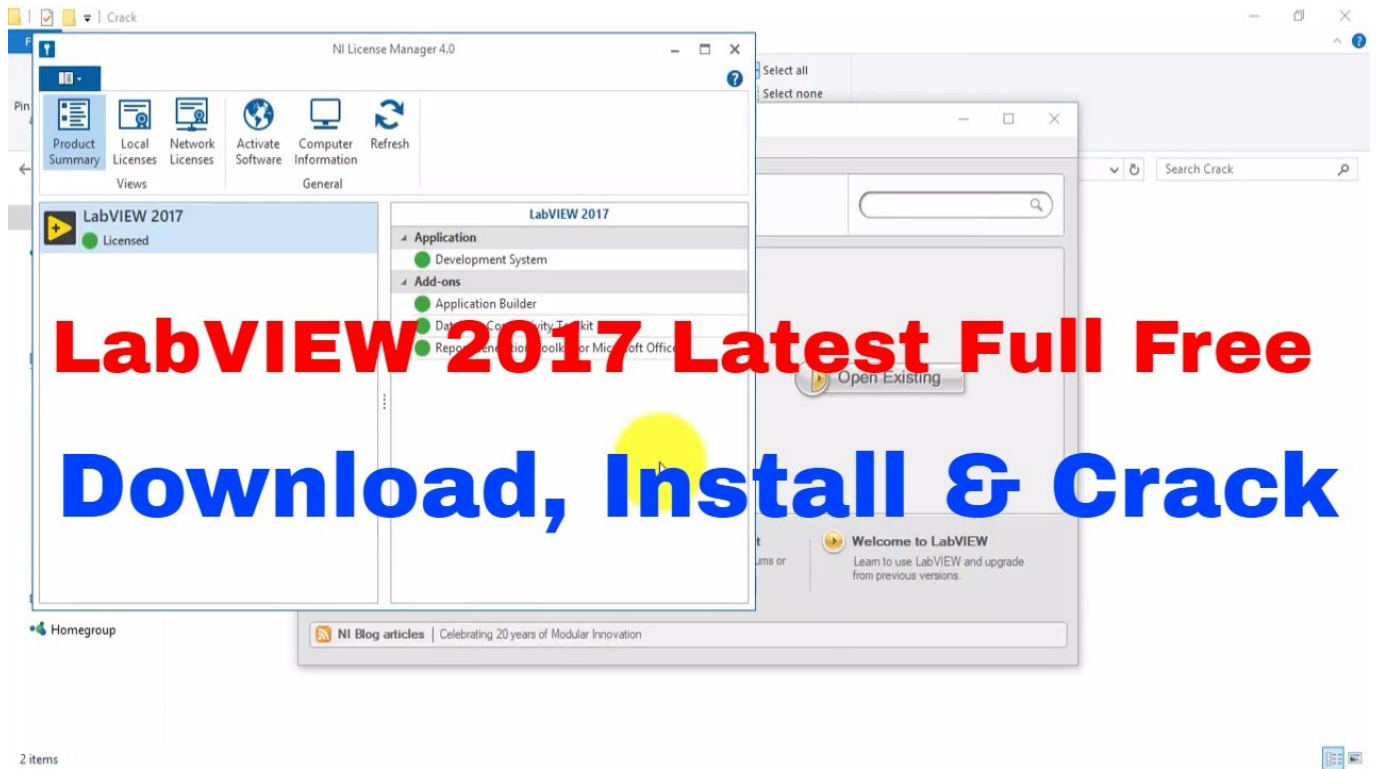 Crack
NI License Manager 4.0
Select all
Select none
Pin
Product Summary
Local Licenses
Network Licenses
Activate Software
Computer Information
Refresh
Views
General
Search Crack
LabVIEW 2017
Licensed
LabVIEW 2017
Application
Development System
Add-ons
Application Builder
LabVIEW 2017 Latest Full Free
Open Existing
Download, Install & Crack
Welcome to LabVIEW
Learn to use LabVIEW and upgrade
from previous versions.
Homegroup
NI Blog articles | Celebrating 20 years of Modular Innovation
2 items